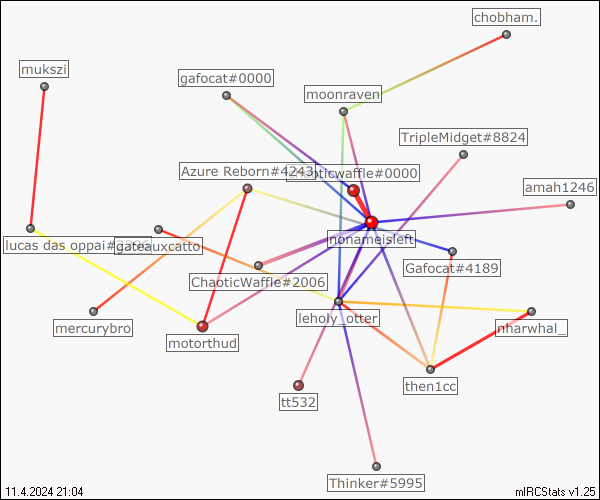 chobham.
mukszi
gafocat#0000
moonraven
TripleMidget#8824
Azure Reborn#4243
#0000
amah1246
lucas das oppai#
gateauxcatto
nonameisleft
Gafocat#4189
ChaoticWaffle#2006
mercurybro
leholy_otter
nharwhal_
motorthud
then1cc
tt532
Thinker#5995
11.4.2024 21:04
mIRCStats v1.25